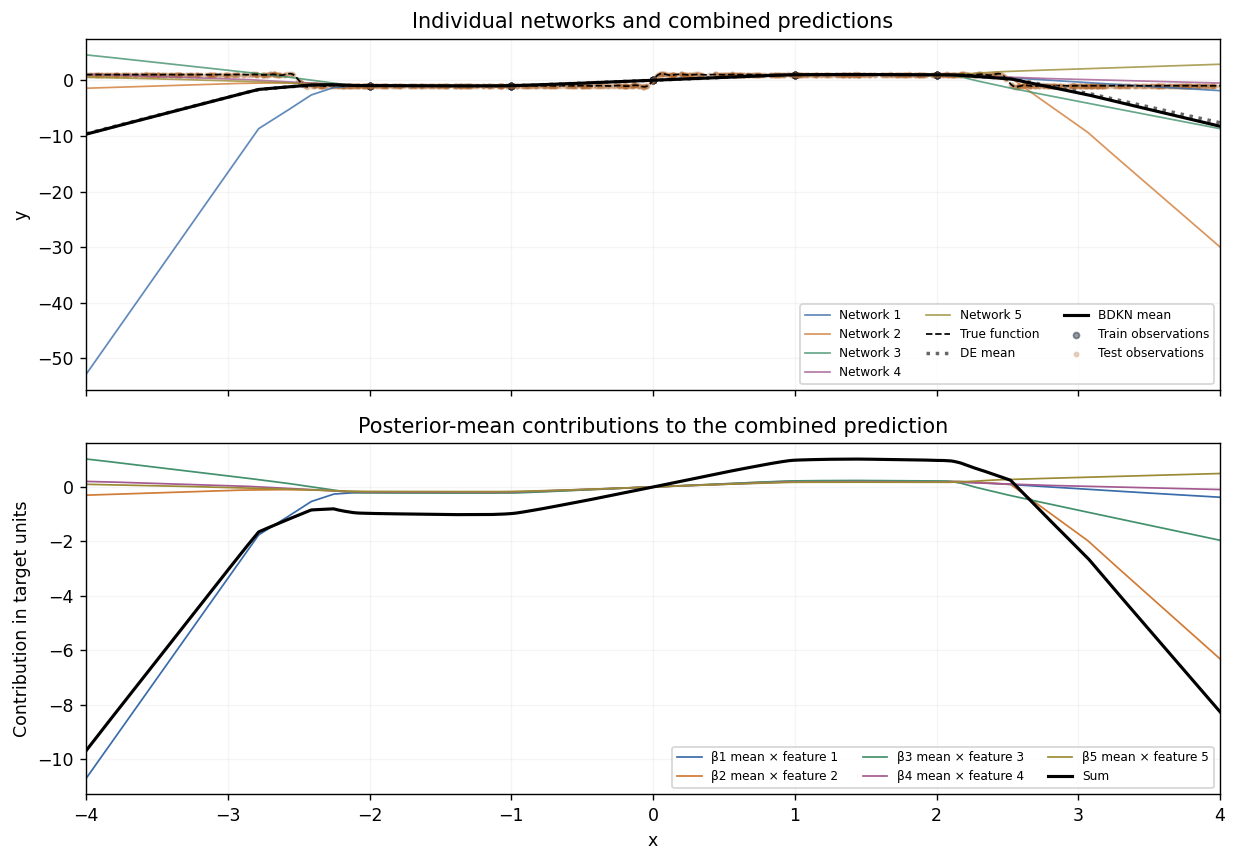 Individual networks and combined predictions
0
−10
−20
−30
−40
−50
y
Network 1
Network 2
Network 3
Network 4
Network 5
True function
DE mean
BDKN mean
Train observations
Test observations
Posterior-mean contributions to the combined prediction
0
−2
−4
−6
−8
−10
Contribution in target units
β1 mean × feature 1
β2 mean × feature 2
β3 mean × feature 3
β4 mean × feature 4
β5 mean × feature 5
Sum
−4 −3 −2 −1 0 1 2 3 4
x